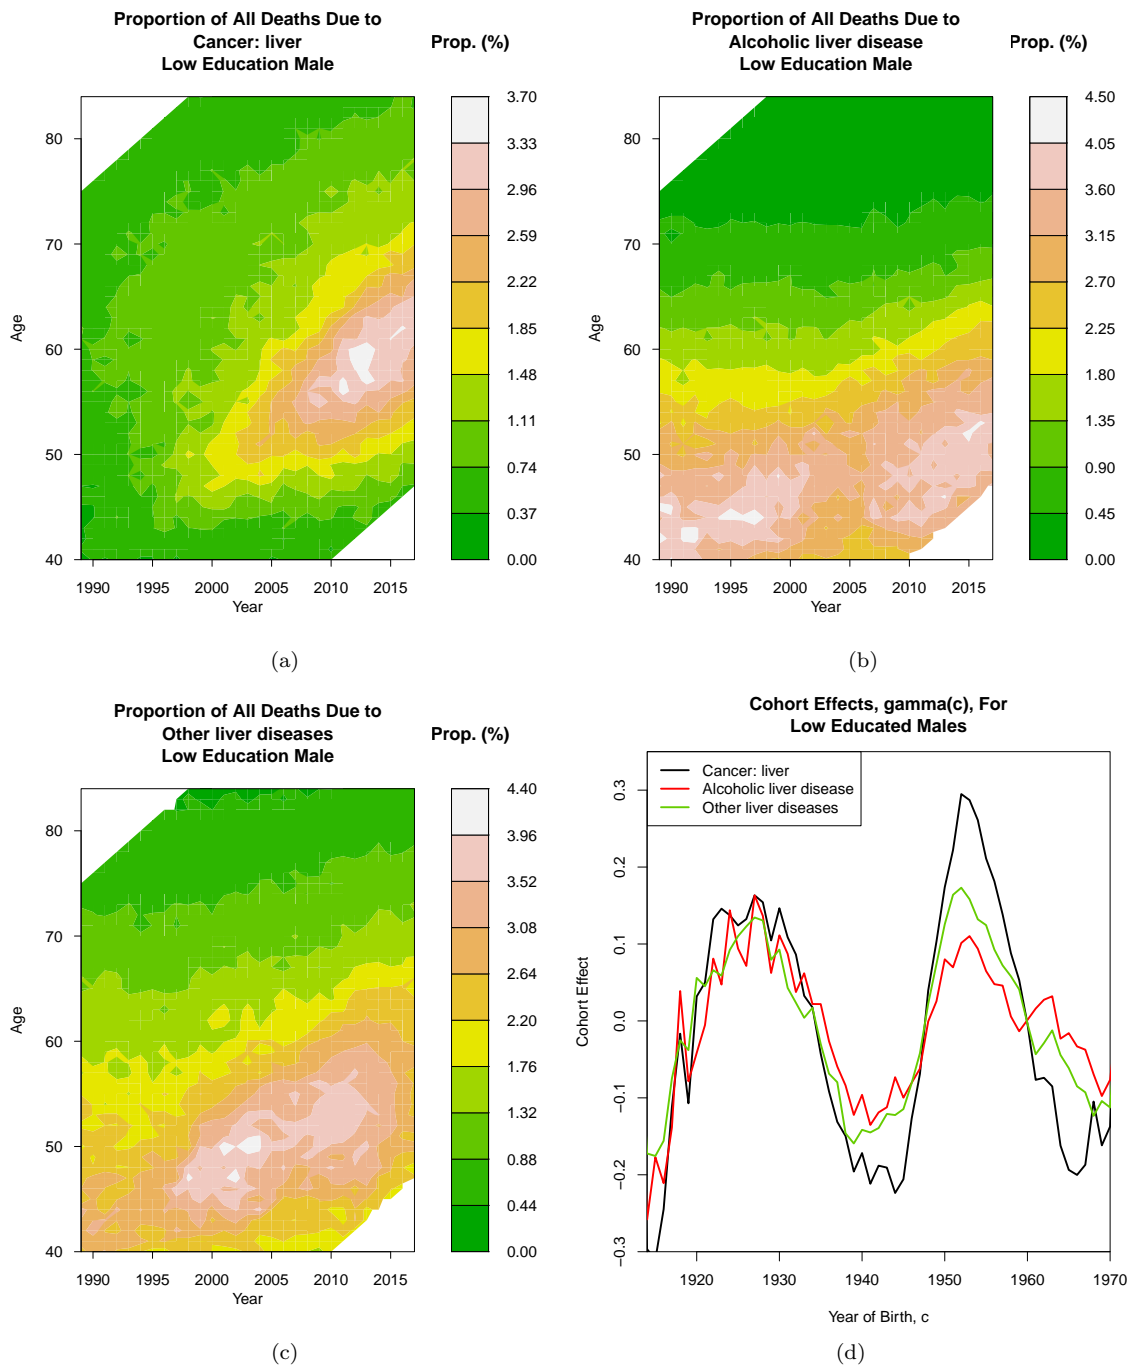 Proportion of All Deaths Due to
Cancer: liver
Low Education Male
Prop. (%)
3.70
3.33
2.96
2.59
2.22
1.85
1.48
1.11
0.74
0.37
0.00
80
70
60
50
40
Age
1990 1995 2000 2005 2010 2015
Year
(a)
Proportion of All Deaths Due to
Alcoholic liver disease
Low Education Male
Prop. (%)
4.50
4.05
3.60
3.15
2.70
2.25
1.80
1.35
0.90
0.45
0.00
80
70
60
50
40
Age
1990 1995 2000 2005 2010 2015
Year
(b)
Proportion of All Deaths Due to
Other liver diseases
Low Education Male
Prop. (%)
4.40
3.96
3.52
3.08
2.64
2.20
1.76
1.32
0.88
0.44
0.00
80
70
60
50
40
Age
1990 1995 2000 2005 2010 2015
Year
(c)
Cohort Effects, gamma(c), For
Low Educated Males
Cancer: liver
Alcoholic liver disease
Other liver diseases
0.3
0.2
0.1
0.0
−0.1
−0.2
−0.3
Cohort Effect
1920 1930 1940 1950 1960 1970
Year of Birth, c
(d)